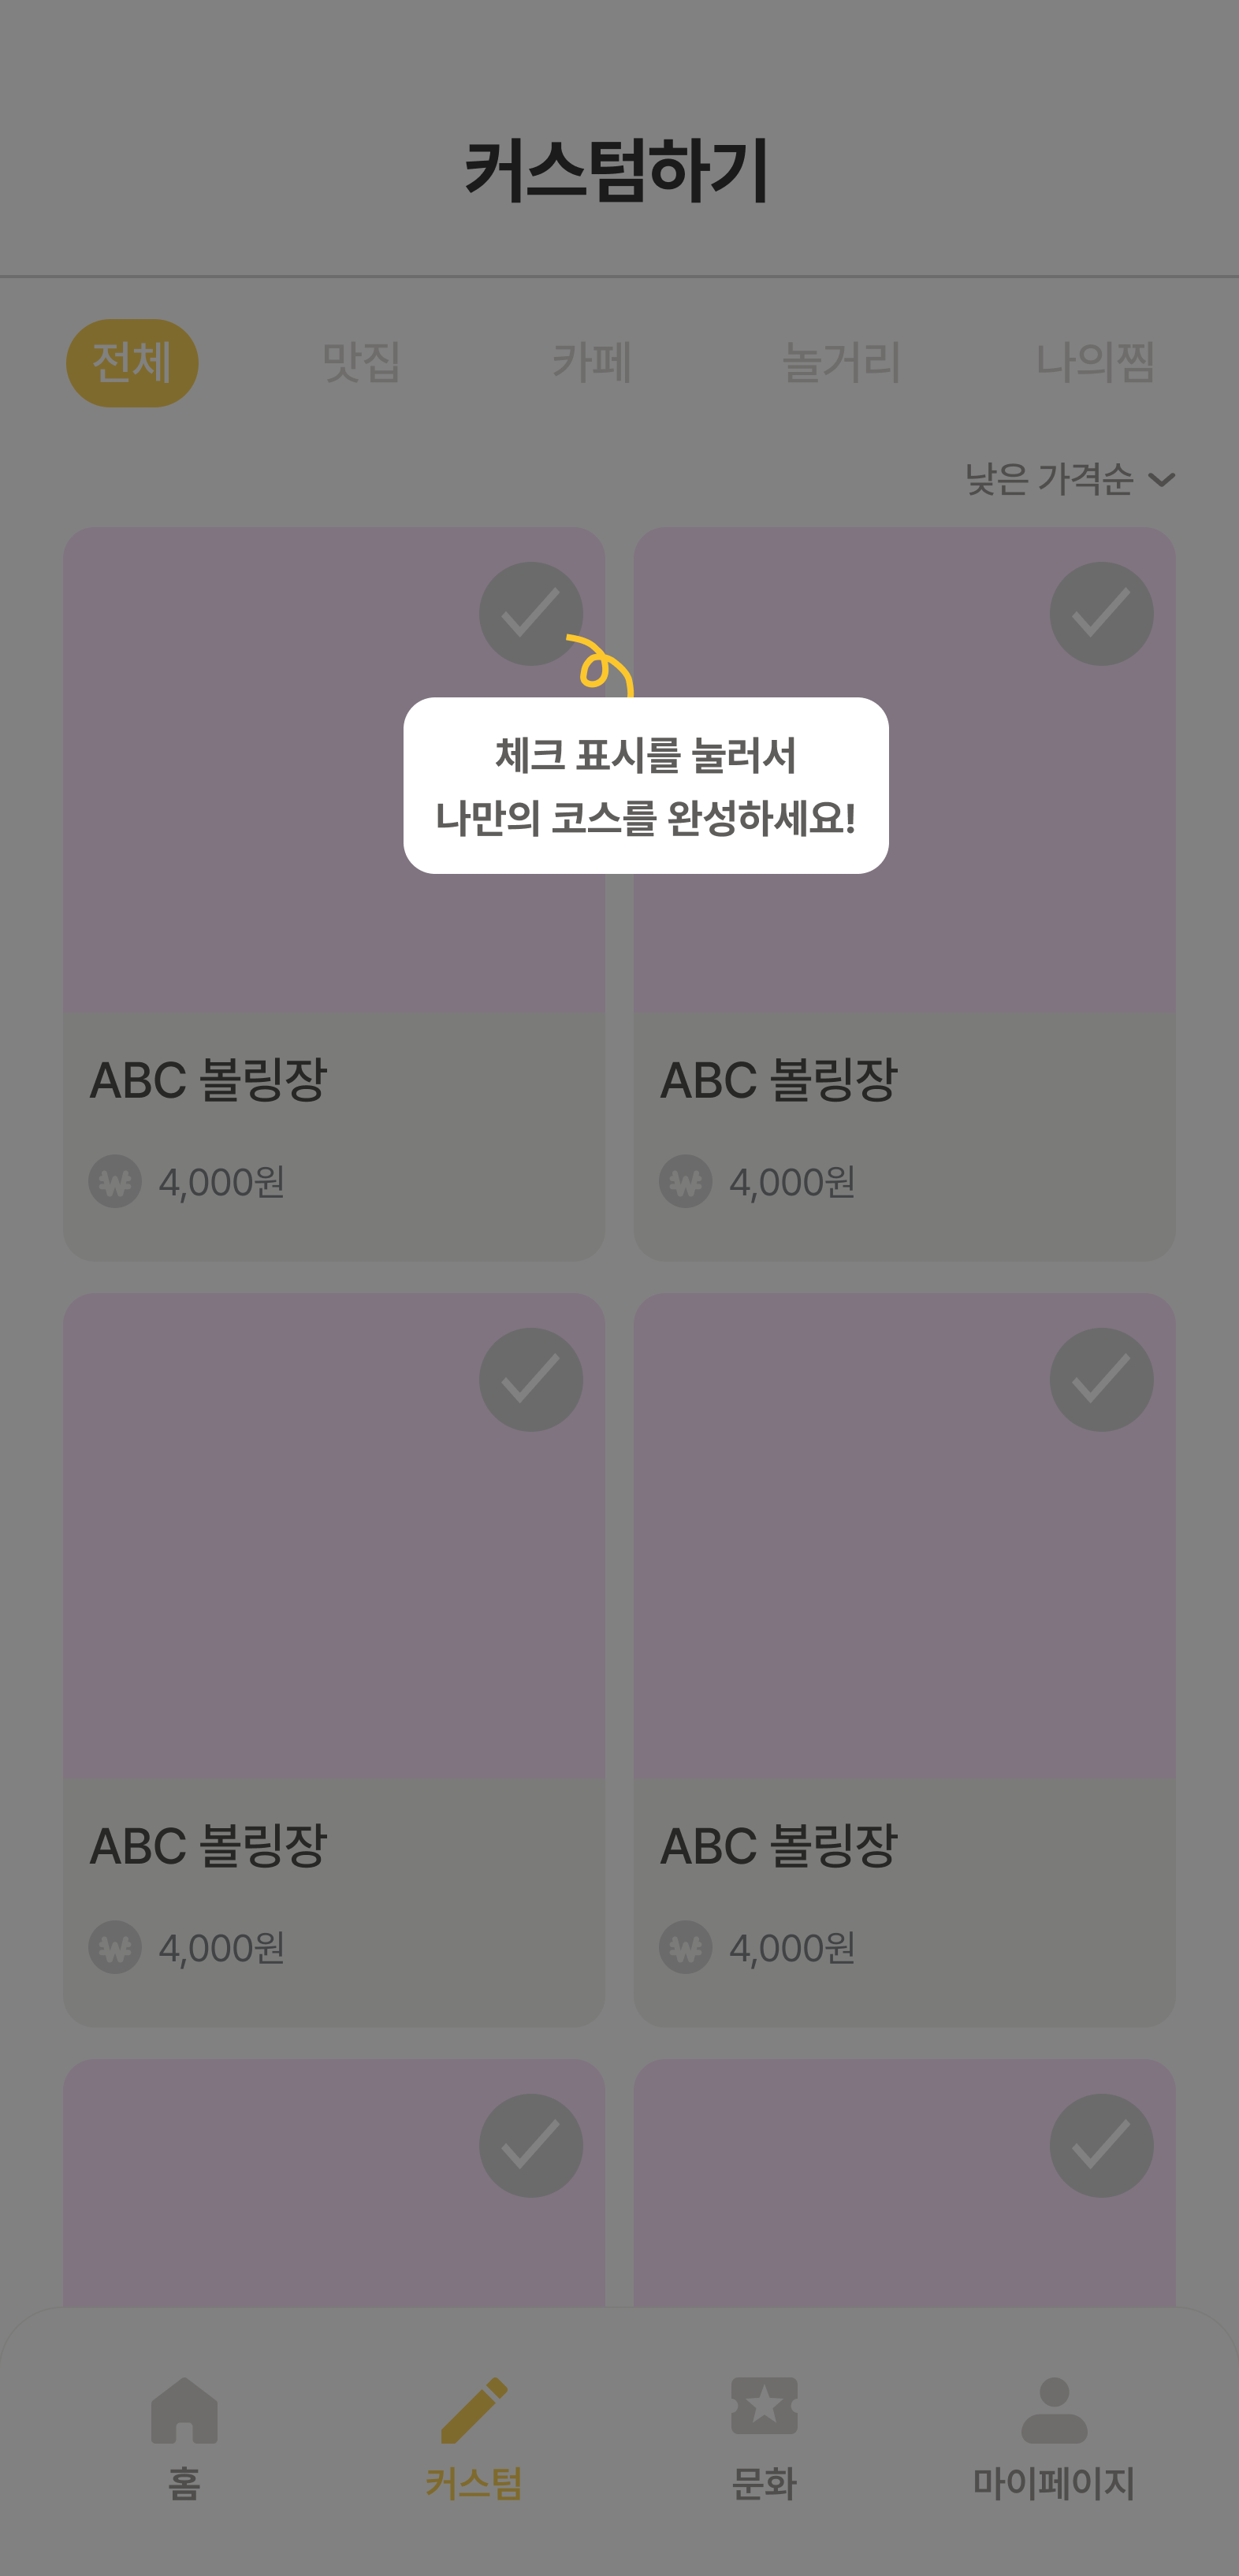 커스텀하기
전체 맛집 카페 놀거리 나의찜
낮은 가격순
체크 표시를 눌러서
나만의 코스를 완성하세요!
ABC 볼링장 ABC 볼링장
₩ 4,000원 ₩ 4,000원
ABC 볼링장 ABC 볼링장
₩ 4,000원 ₩ 4,000원
홈 커스텀 문화 마이페이지